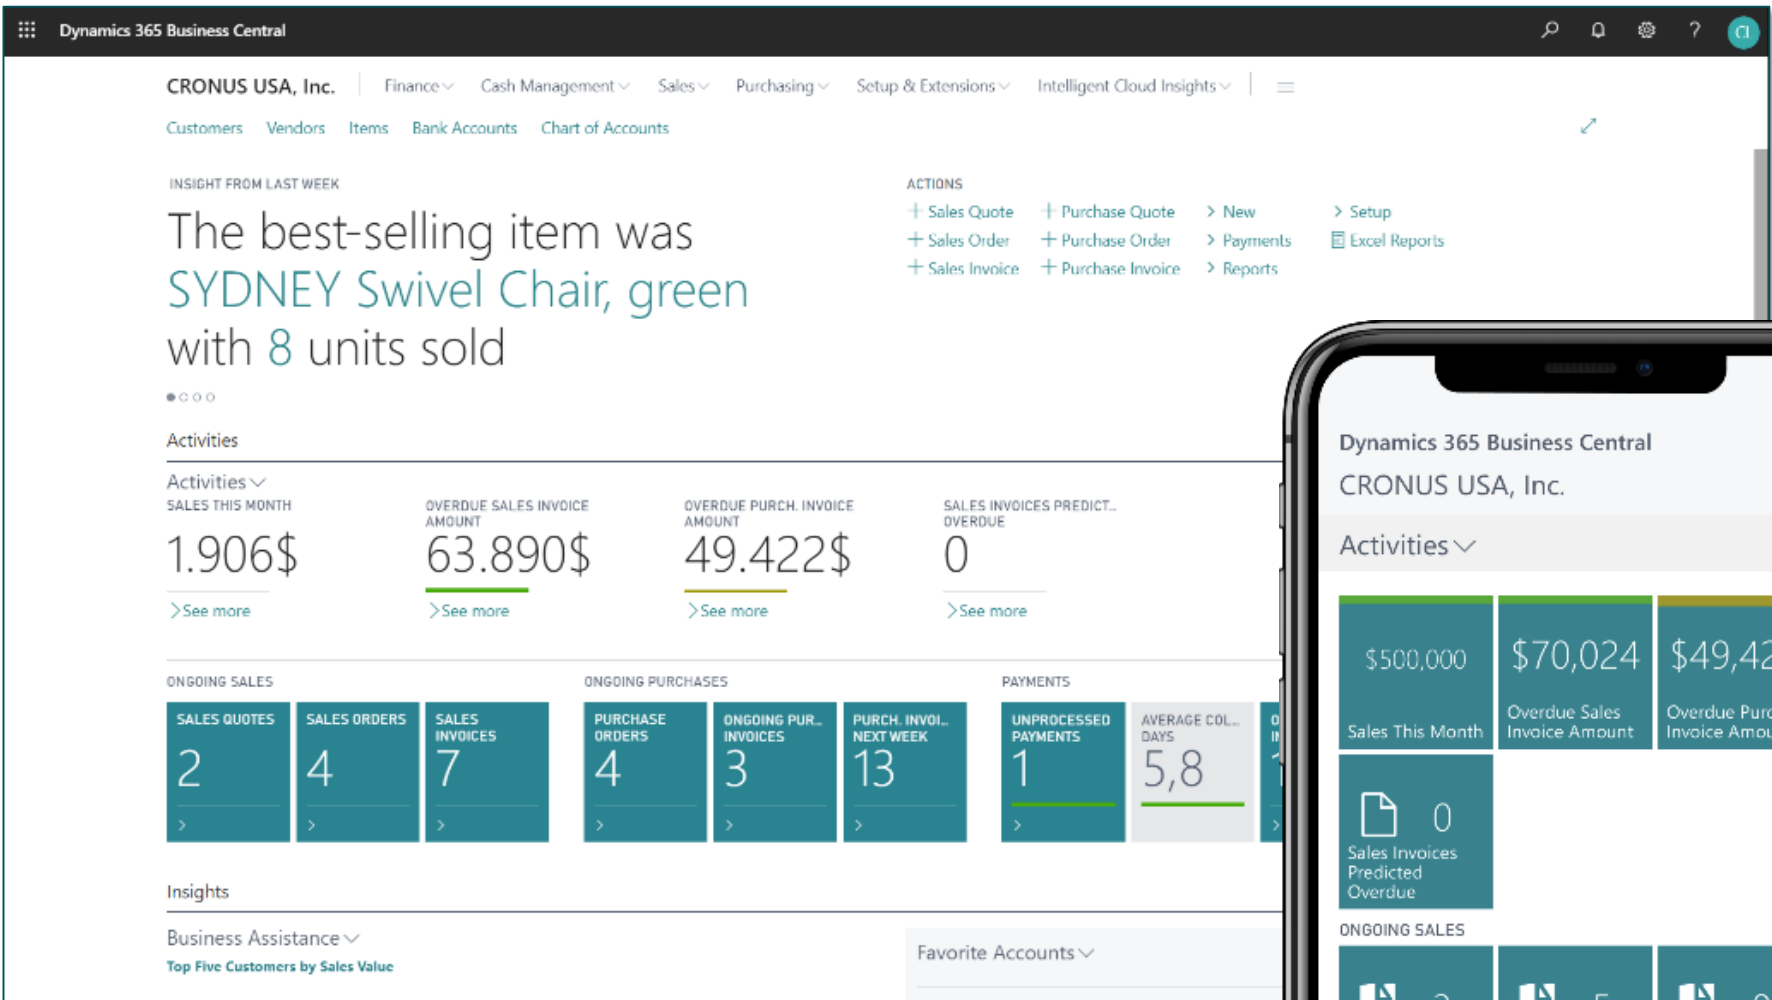 Dynamics 365 Business Central
CI
CRONUS USA, Inc. Finance Cash Management Sales Purchasing Setup & Extensions Intelligent Cloud Insights
Customers Vendors Items Bank Accounts Chart of Accounts
INSIGHT FROM LAST WEEK
The best-selling item was
SYDNEY Swivel Chair, green
with 8 units sold
ACTIONS
Sales Quote Purchase Quote New Setup
Sales Order Purchase Order Payments Excel Reports
Sales Invoice Purchase Invoice Reports
Activities
Activities
SALES THIS MONTH
1.906$
See more
OVERDUE SALES INVOICE
AMOUNT
63.890$
See more
OVERDUE PURCH. INVOICE
AMOUNT
49.422$
See more
SALES INVOICES PREDICT...
OVERDUE
0
See more
ONGOING SALES
SALES QUOTES
2
SALES ORDERS
4
SALES
INVOICES
7
ONGOING PURCHASES
PURCHASE
ORDERS
4
ONGOING PUR...
INVOICES
3
PURCH. INVOI...
NEXT WEEK
13
PAYMENTS
UNPROCESSED
PAYMENTS
1
AVERAGE COL...
DAYS
5,8
Insights
Business Assistance
Top Five Customers by Sales Value
Favorite Accounts
Dynamics 365 Business Central
CRONUS USA, Inc.
Activities
$500,000
Sales This Month
$70,024
Overdue Sales
Invoice Amount
$49,42
Overdue Purc
Invoice Amou
0
Sales Invoices
Predicted
Overdue
ONGOING SALES